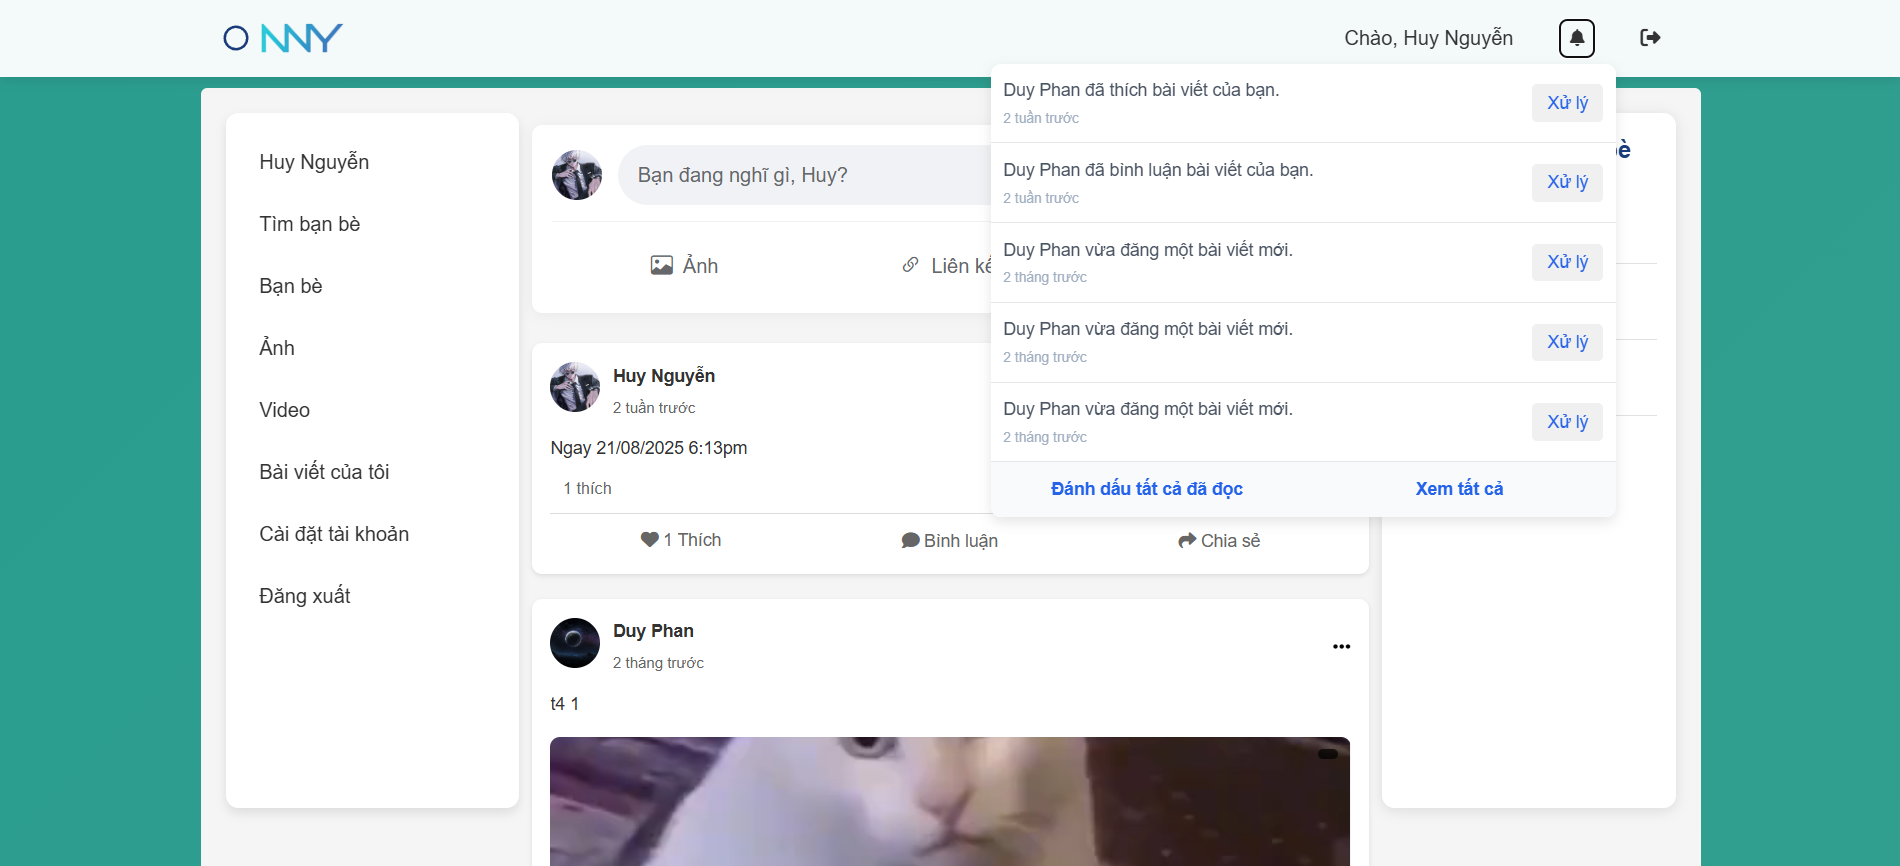 O NNY
Chào, Huy Nguyễn
Huy Nguyễn
Tìm bạn bè
Bạn bè
Ảnh
Video
Bài viết của tôi
Cài đặt tài khoản
Đăng xuất
Bạn đang nghĩ gì, Huy?
Ảnh
Liên kế
Huy Nguyễn
2 tuần trước
Ngay 21/08/2025 6:13pm
1 thích
1 Thích
Bình luận
Chia sẻ
Duy Phan
2 tháng trước
t4 1
Duy Phan đã thích bài viết của bạn.
2 tuần trước
Xử lý
Duy Phan đã bình luận bài viết của bạn.
2 tuần trước
Xử lý
Duy Phan vừa đăng một bài viết mới.
2 tháng trước
Xử lý
Duy Phan vừa đăng một bài viết mới.
2 tháng trước
Xử lý
Duy Phan vừa đăng một bài viết mới.
2 tháng trước
Xử lý
Đánh dấu tất cả đã đọc
Xem tất cả